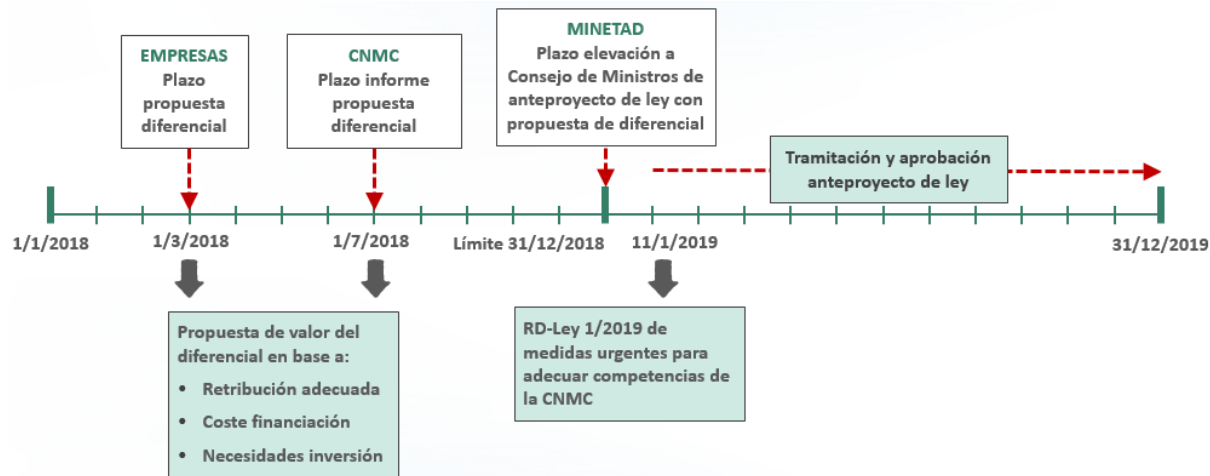 EMPRESAS
Plazo
propuesta
diferencial
CNMC
Plazo informe
propuesta
diferencial
MINETAD
Plazo elevación a
Consejo de Ministros de
anteproyecto de ley con
propuesta de diferencial
Tramitación y aprobación
anteproyecto de ley
1/1/2018
1/3/2018
1/7/2018
Límite 31/12/2018
11/1/2019
31/12/2019
Propuesta de valor del
diferencial en base a:
• Retribución adecuada
• Coste financiación
• Necesidades inversión
RD-Ley 1/2019 de
medidas urgentes para
adecuar competencias de
la CNMC